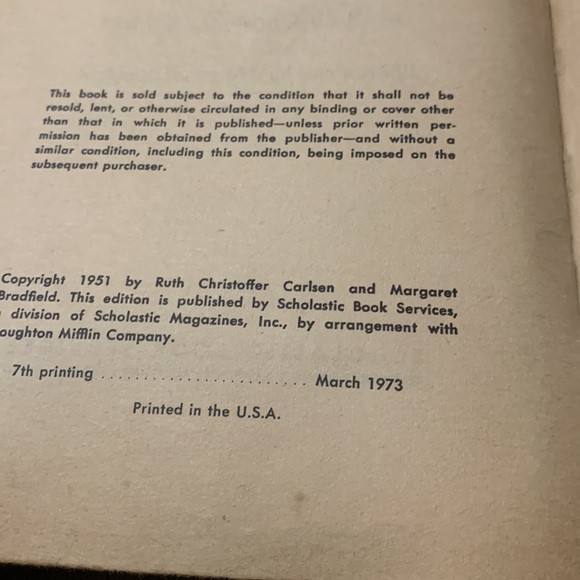 This book is sold subject to the condition that it shall not be
resold, lent, or otherwise circulated in any binding or cover other
than that in which it is published—unless prior written per-
mission has been obtained from the publisher—and without a
similar condition, including this condition, being imposed on the
subsequent purchaser.
Copyright 1951 by Ruth Christoffer Carlsen and Margaret
Bradfield. This edition is published by Scholastic Book Services,
division of Scholastic Magazines, Inc., by arrangement with
oughton Mifflin Company.
7th printing ........................ March 1973
Printed in the U.S.A.